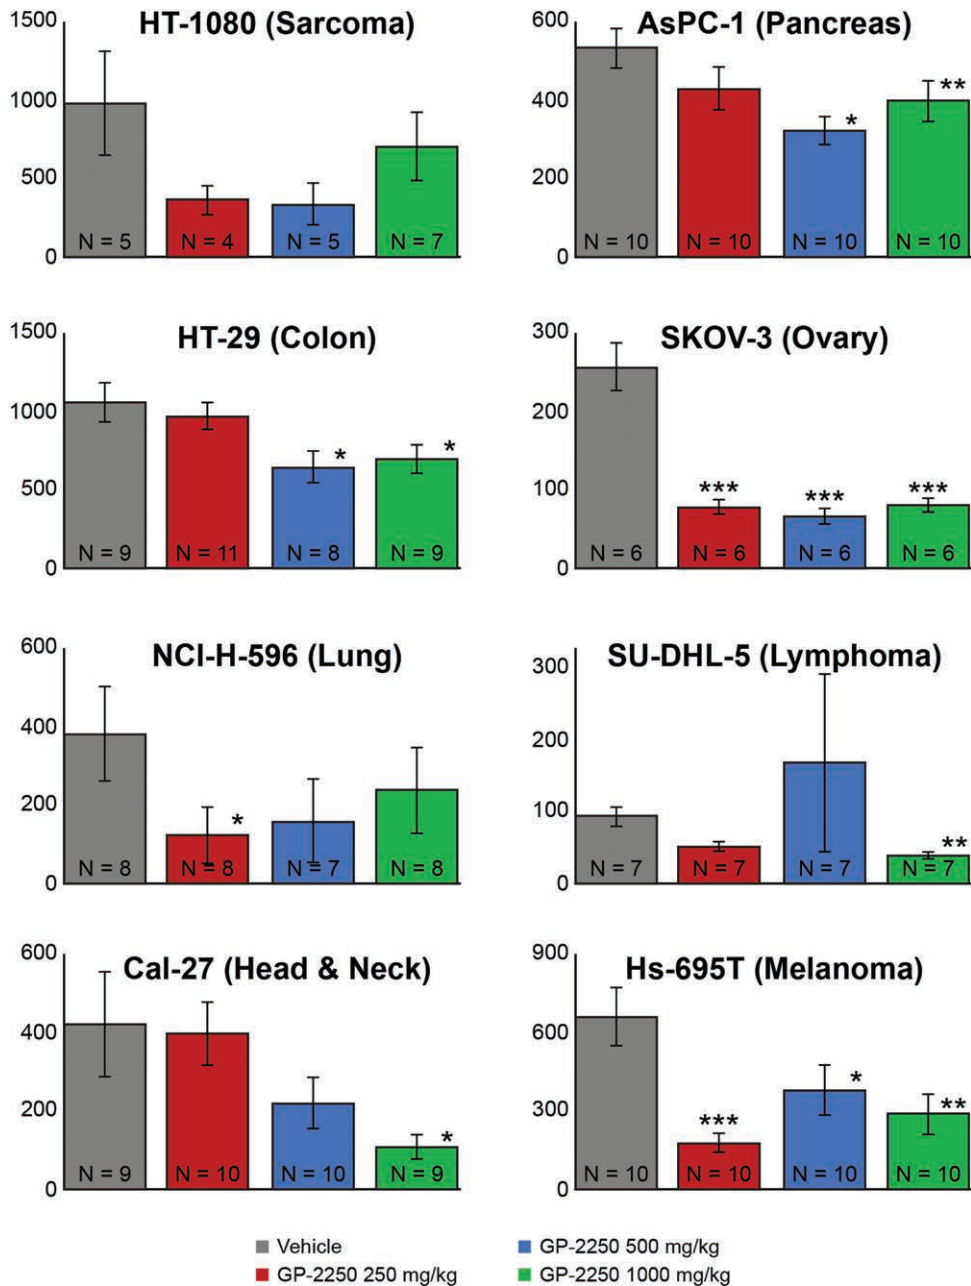 HT-1080 (Sarcoma)
1500
1000
500
0
N = 5
N = 4
N = 5
N = 7
AsPC-1 (Pancreas)
600
400
200
0
*
**
N = 10
N = 10
N = 10
N = 10
HT-29 (Colon)
1500
1000
500
0
*
*
N = 9
N = 11
N = 8
N = 9
SKOV-3 (Ovary)
300
200
100
0
***
***
***
N = 6
N = 6
N = 6
N = 6
NCI-H-596 (Lung)
600
400
200
0
*
N = 8
N = 8
N = 7
N = 8
SU-DHL-5 (Lymphoma)
300
200
100
0
**
N = 7
N = 7
N = 7
N = 7
Cal-27 (Head & Neck)
600
400
200
0
*
N = 9
N = 10
N = 10
N = 9
Hs-695T (Melanoma)
900
600
300
0
***
*
**
N = 10
N = 10
N = 10
N = 10
Vehicle
GP-2250 500 mg/kg
GP-2250 250 mg/kg
GP-2250 1000 mg/kg